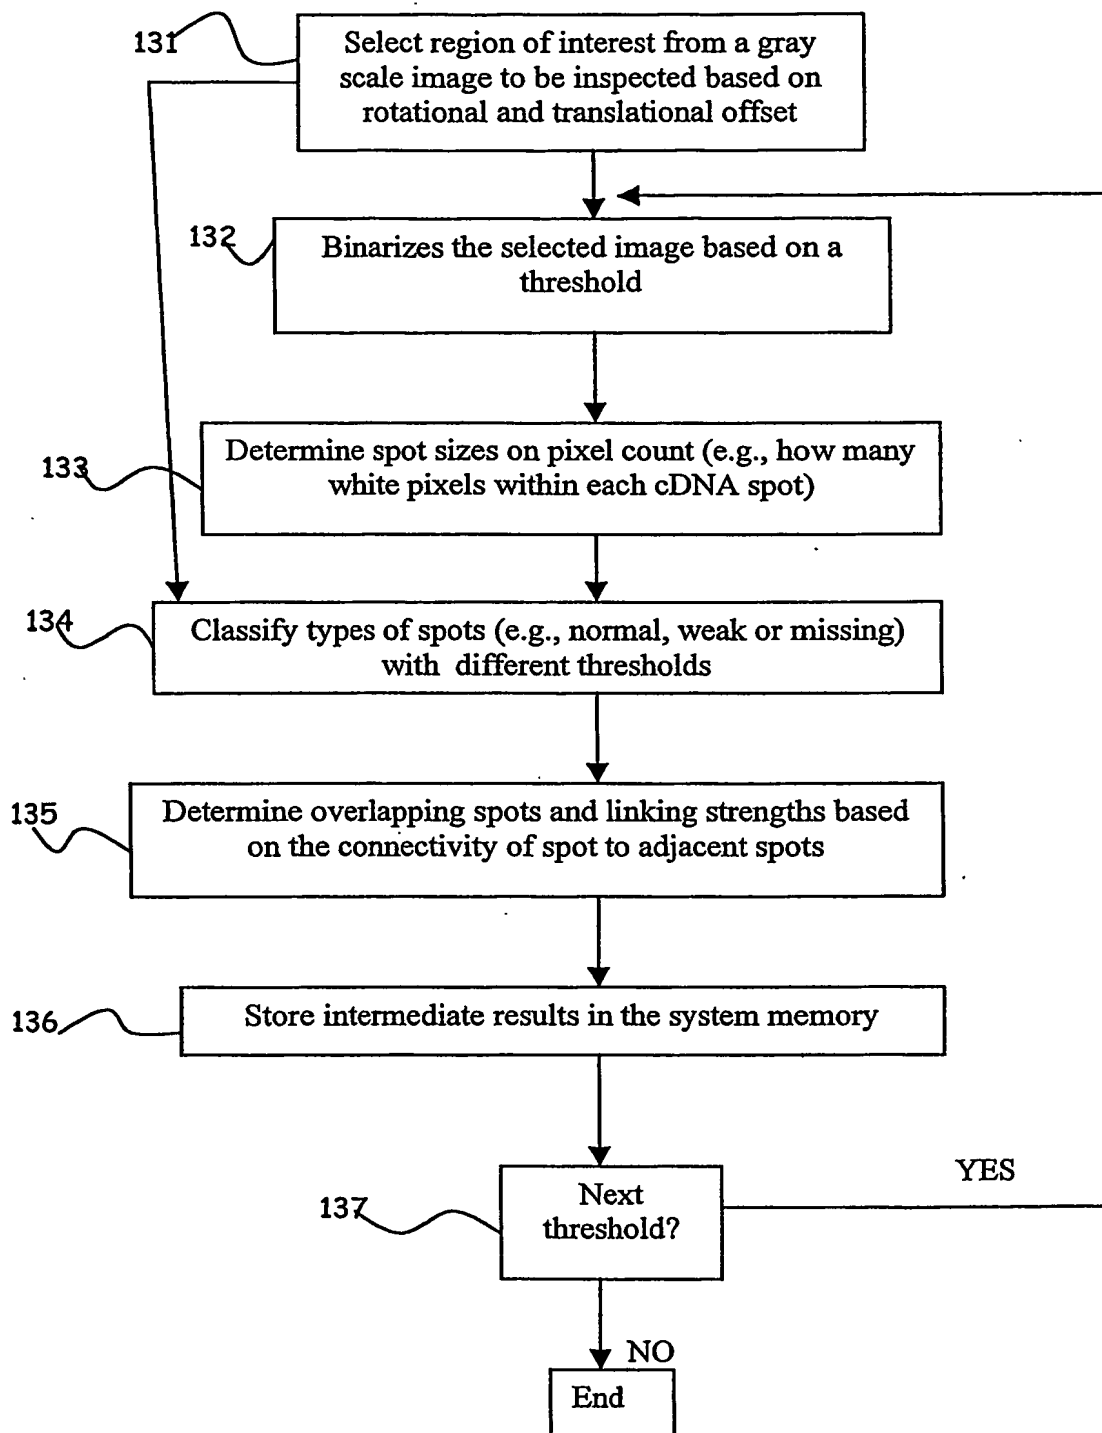 131
Select region of interest from a gray
scale image to be inspected based on
rotational and translational offset
132
Binarizes the selected image based on a
threshold
133
Determine spot sizes on pixel count (e.g., how many
white pixels within each cDNA spot)
134
Classify types of spots (e.g., normal, weak or missing)
with different thresholds
135
Determine overlapping spots and linking strengths based
on the connectivity of spot to adjacent spots
136
Store intermediate results in the system memory
137
Next
threshold?
YES
NO
End